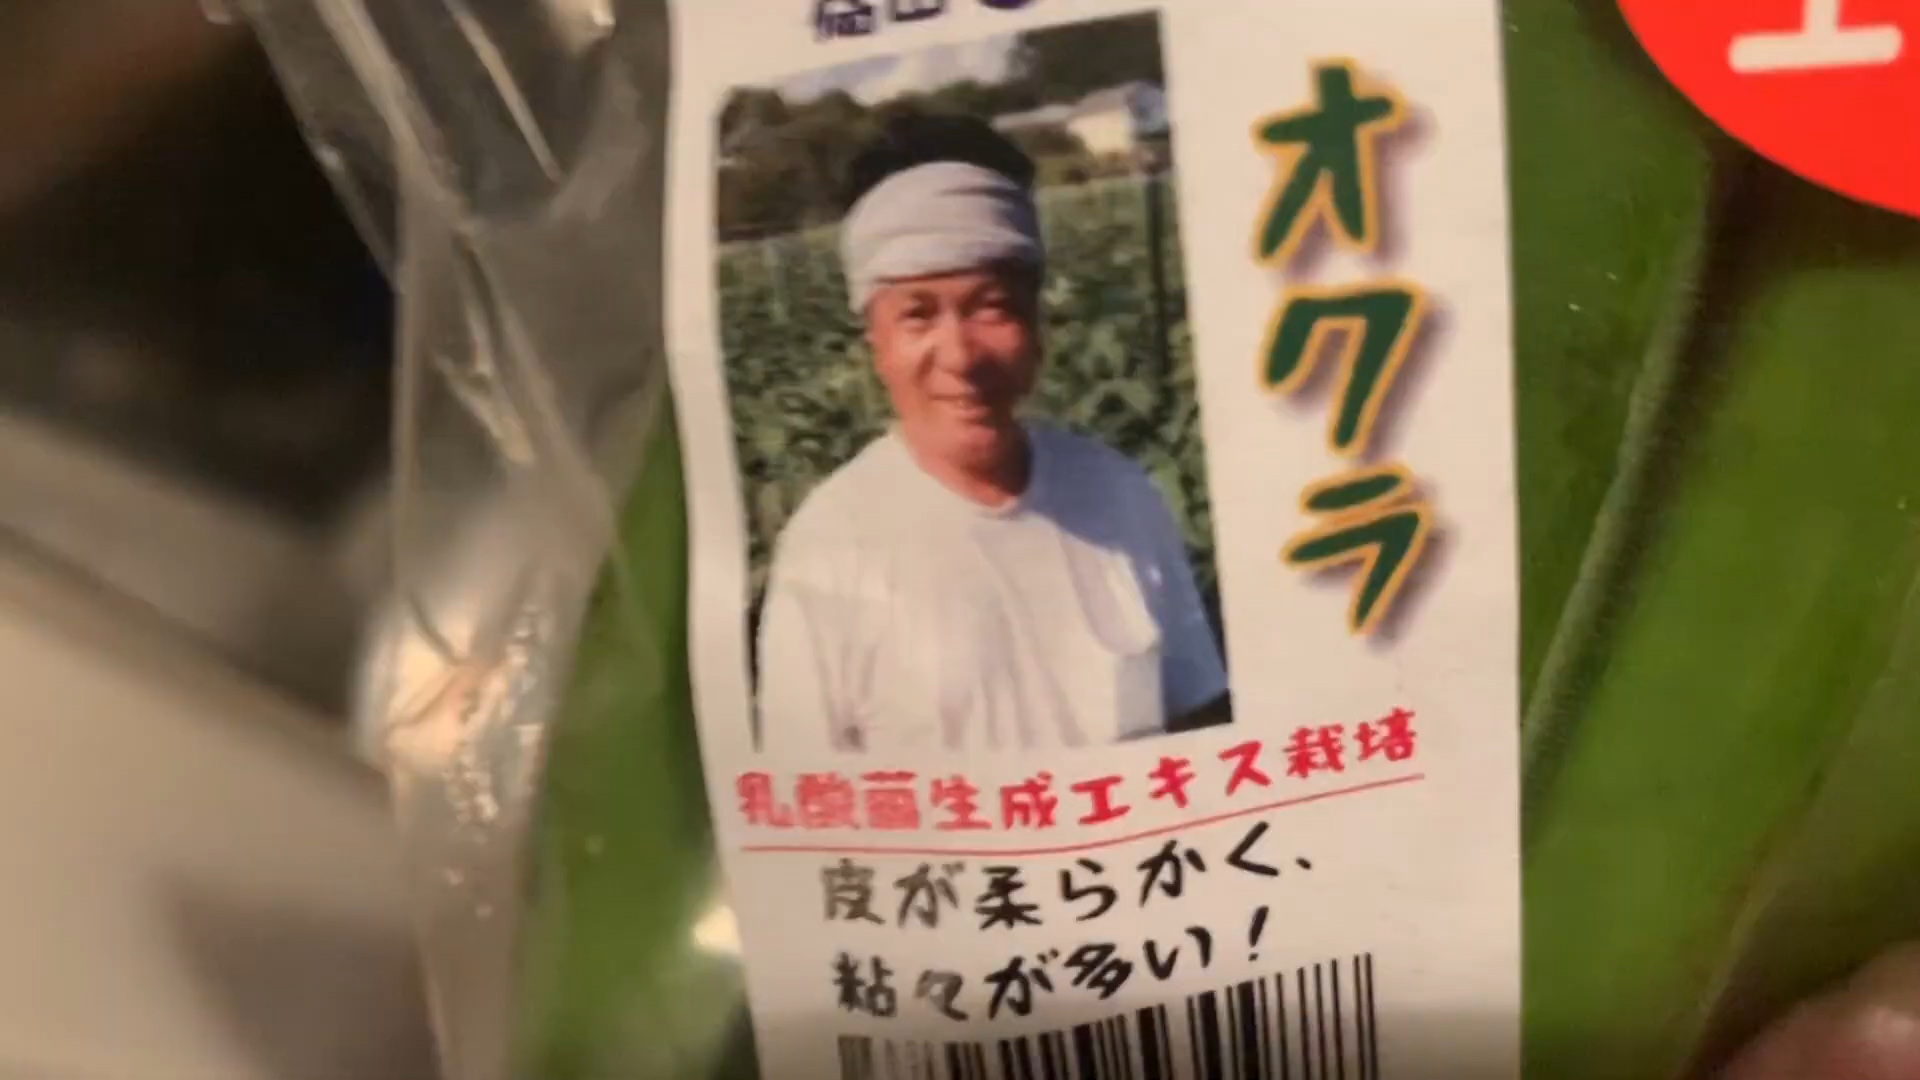 オクラ
乳酸菌生成エキス栽培
皮が柔らかく、
粘々が多い!